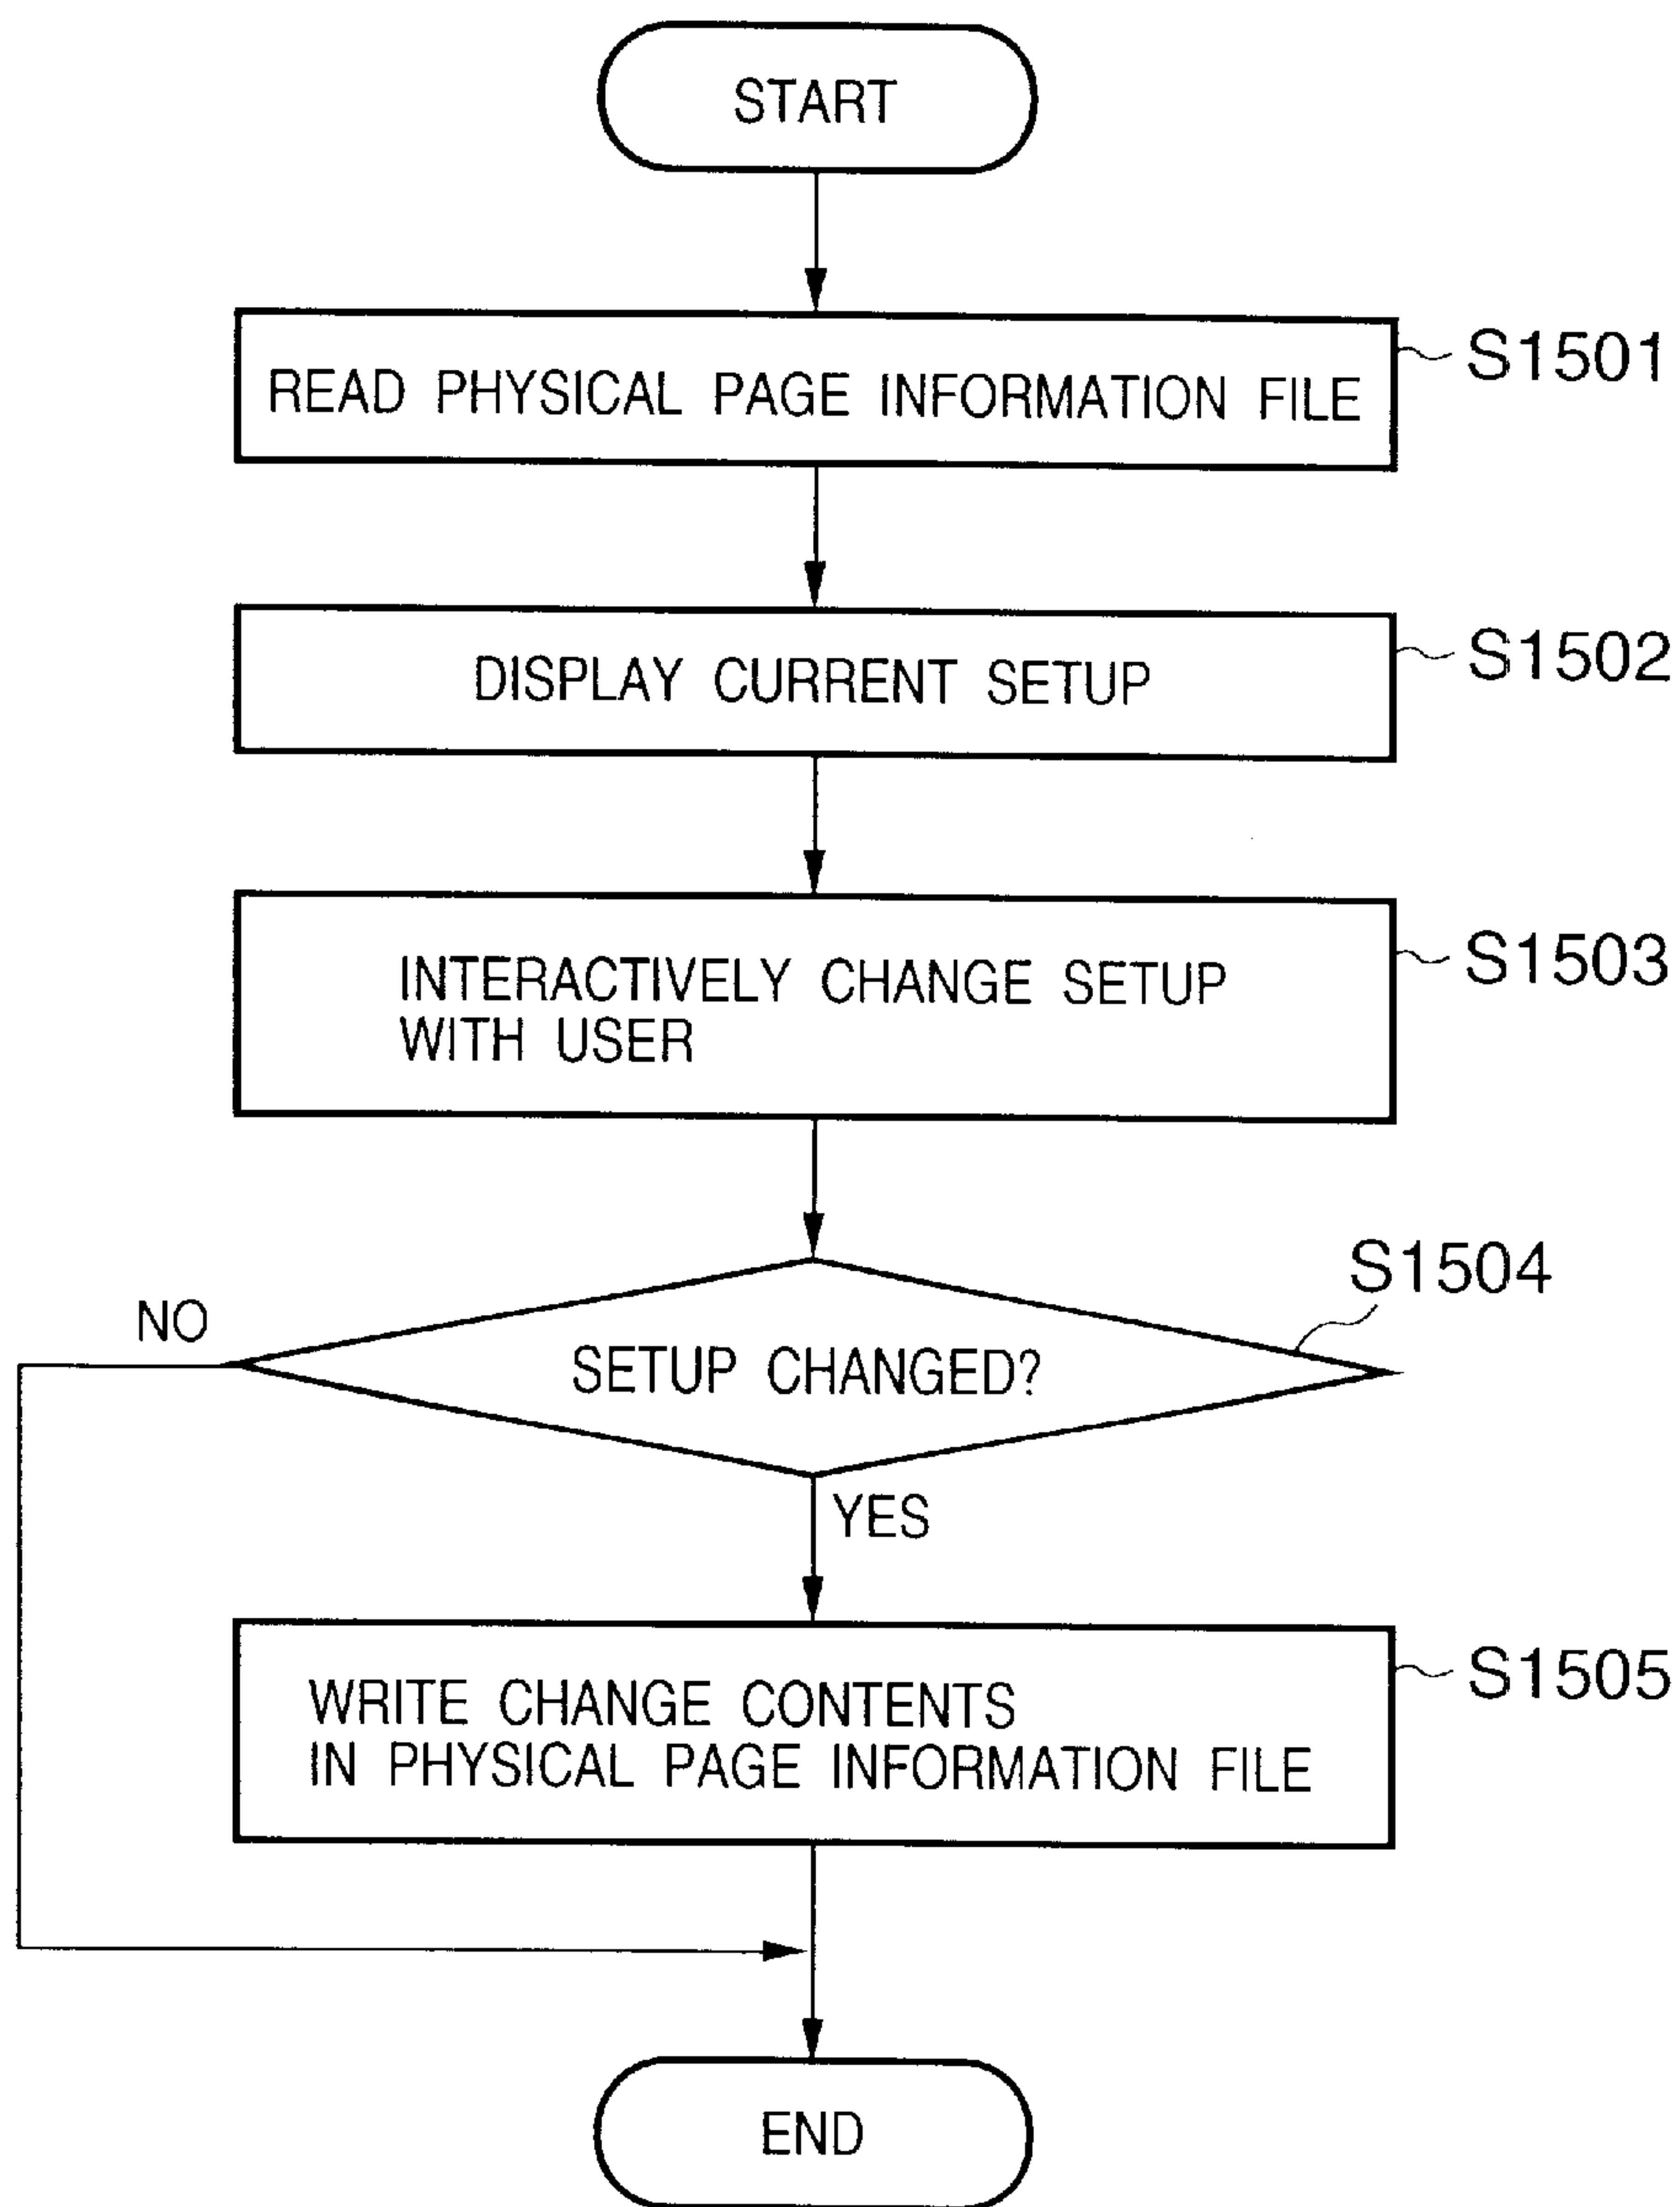 START
READ PHYSICAL PAGE INFORMATION FILE
S1501
DISPLAY CURRENT SETUP
S1502
INTERACTIVELY CHANGE SETUP
WITH USER
S1503
S1504
NO
SETUP CHANGED?
YES
WRITE CHANGE CONTENTS
IN PHYSICAL PAGE INFORMATION FILE
S1505
END